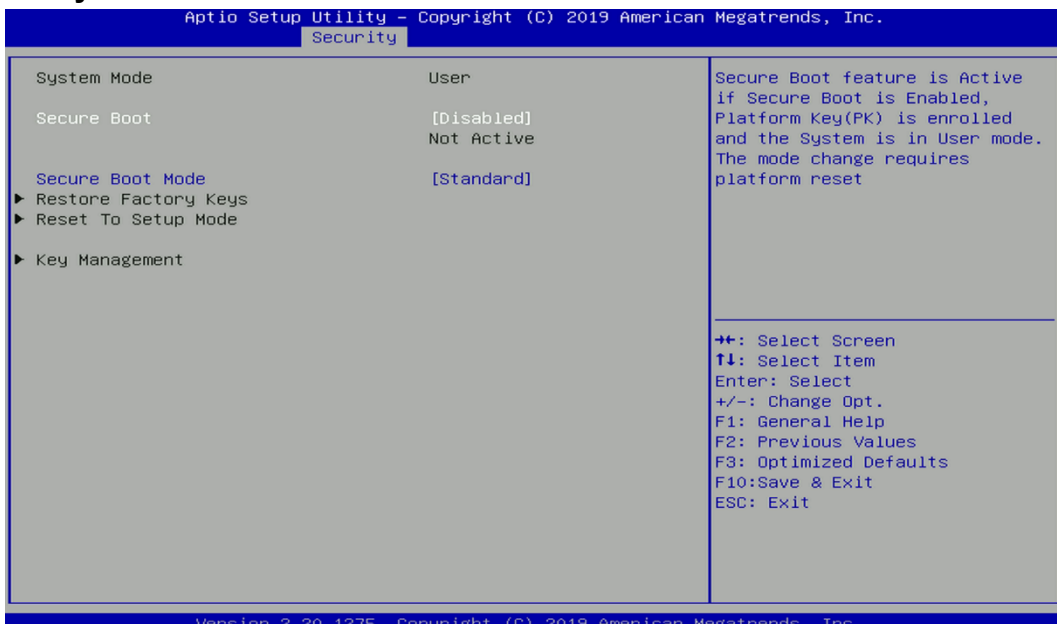 Aptio Setup Utility – Copyright (C) 2019 American Megatrends, Inc.
Security
System Mode User
Secure Boot [Disabled]
Not Active
Secure Boot Mode [Standard]
▶ Restore Factory Keys
▶ Reset To Setup Mode
▶ Key Management
Secure Boot feature is Active
if Secure Boot is Enabled,
Platform Key(PK) is enrolled
and the System is in User mode.
The mode change requires
platform reset
→←: Select Screen
↑↓: Select Item
Enter: Select
+/-: Change Opt.
F1: General Help
F2: Previous Values
F3: Optimized Defaults
F10:Save & Exit
ESC: Exit
Version 2.20.1275. Copyright (C) 2019 American Megatrends, Inc.